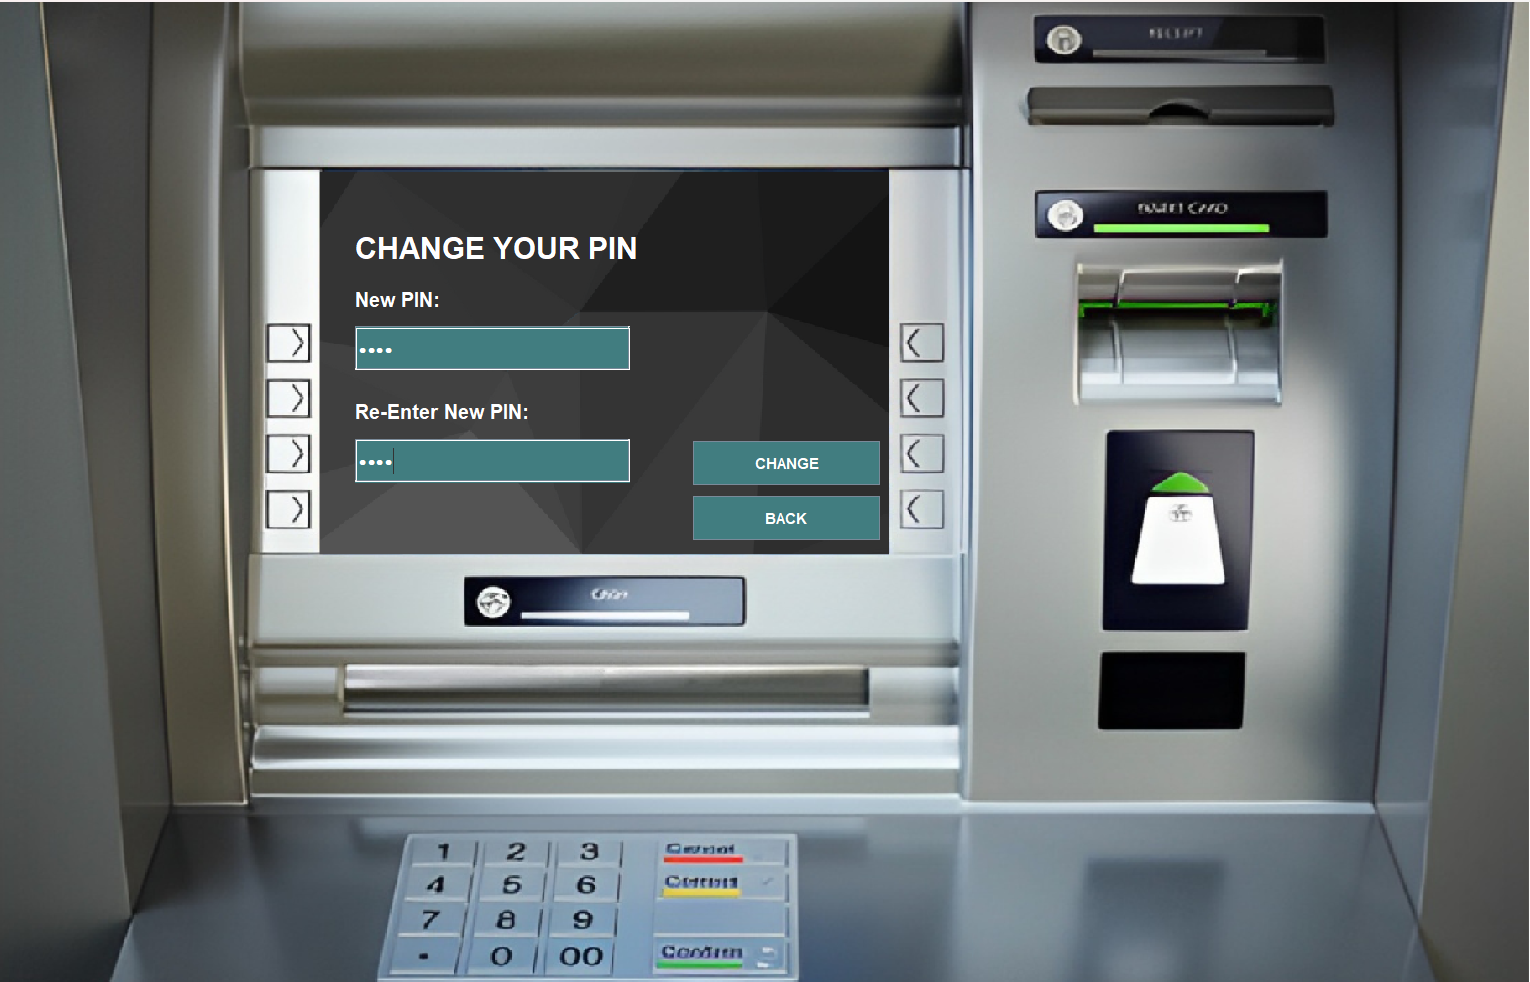 CHANGE YOUR PIN
New PIN:
••••
Re-Enter New PIN:
••••
CHANGE
BACK
1 2 3
4 5 6
7 8 9
0 00